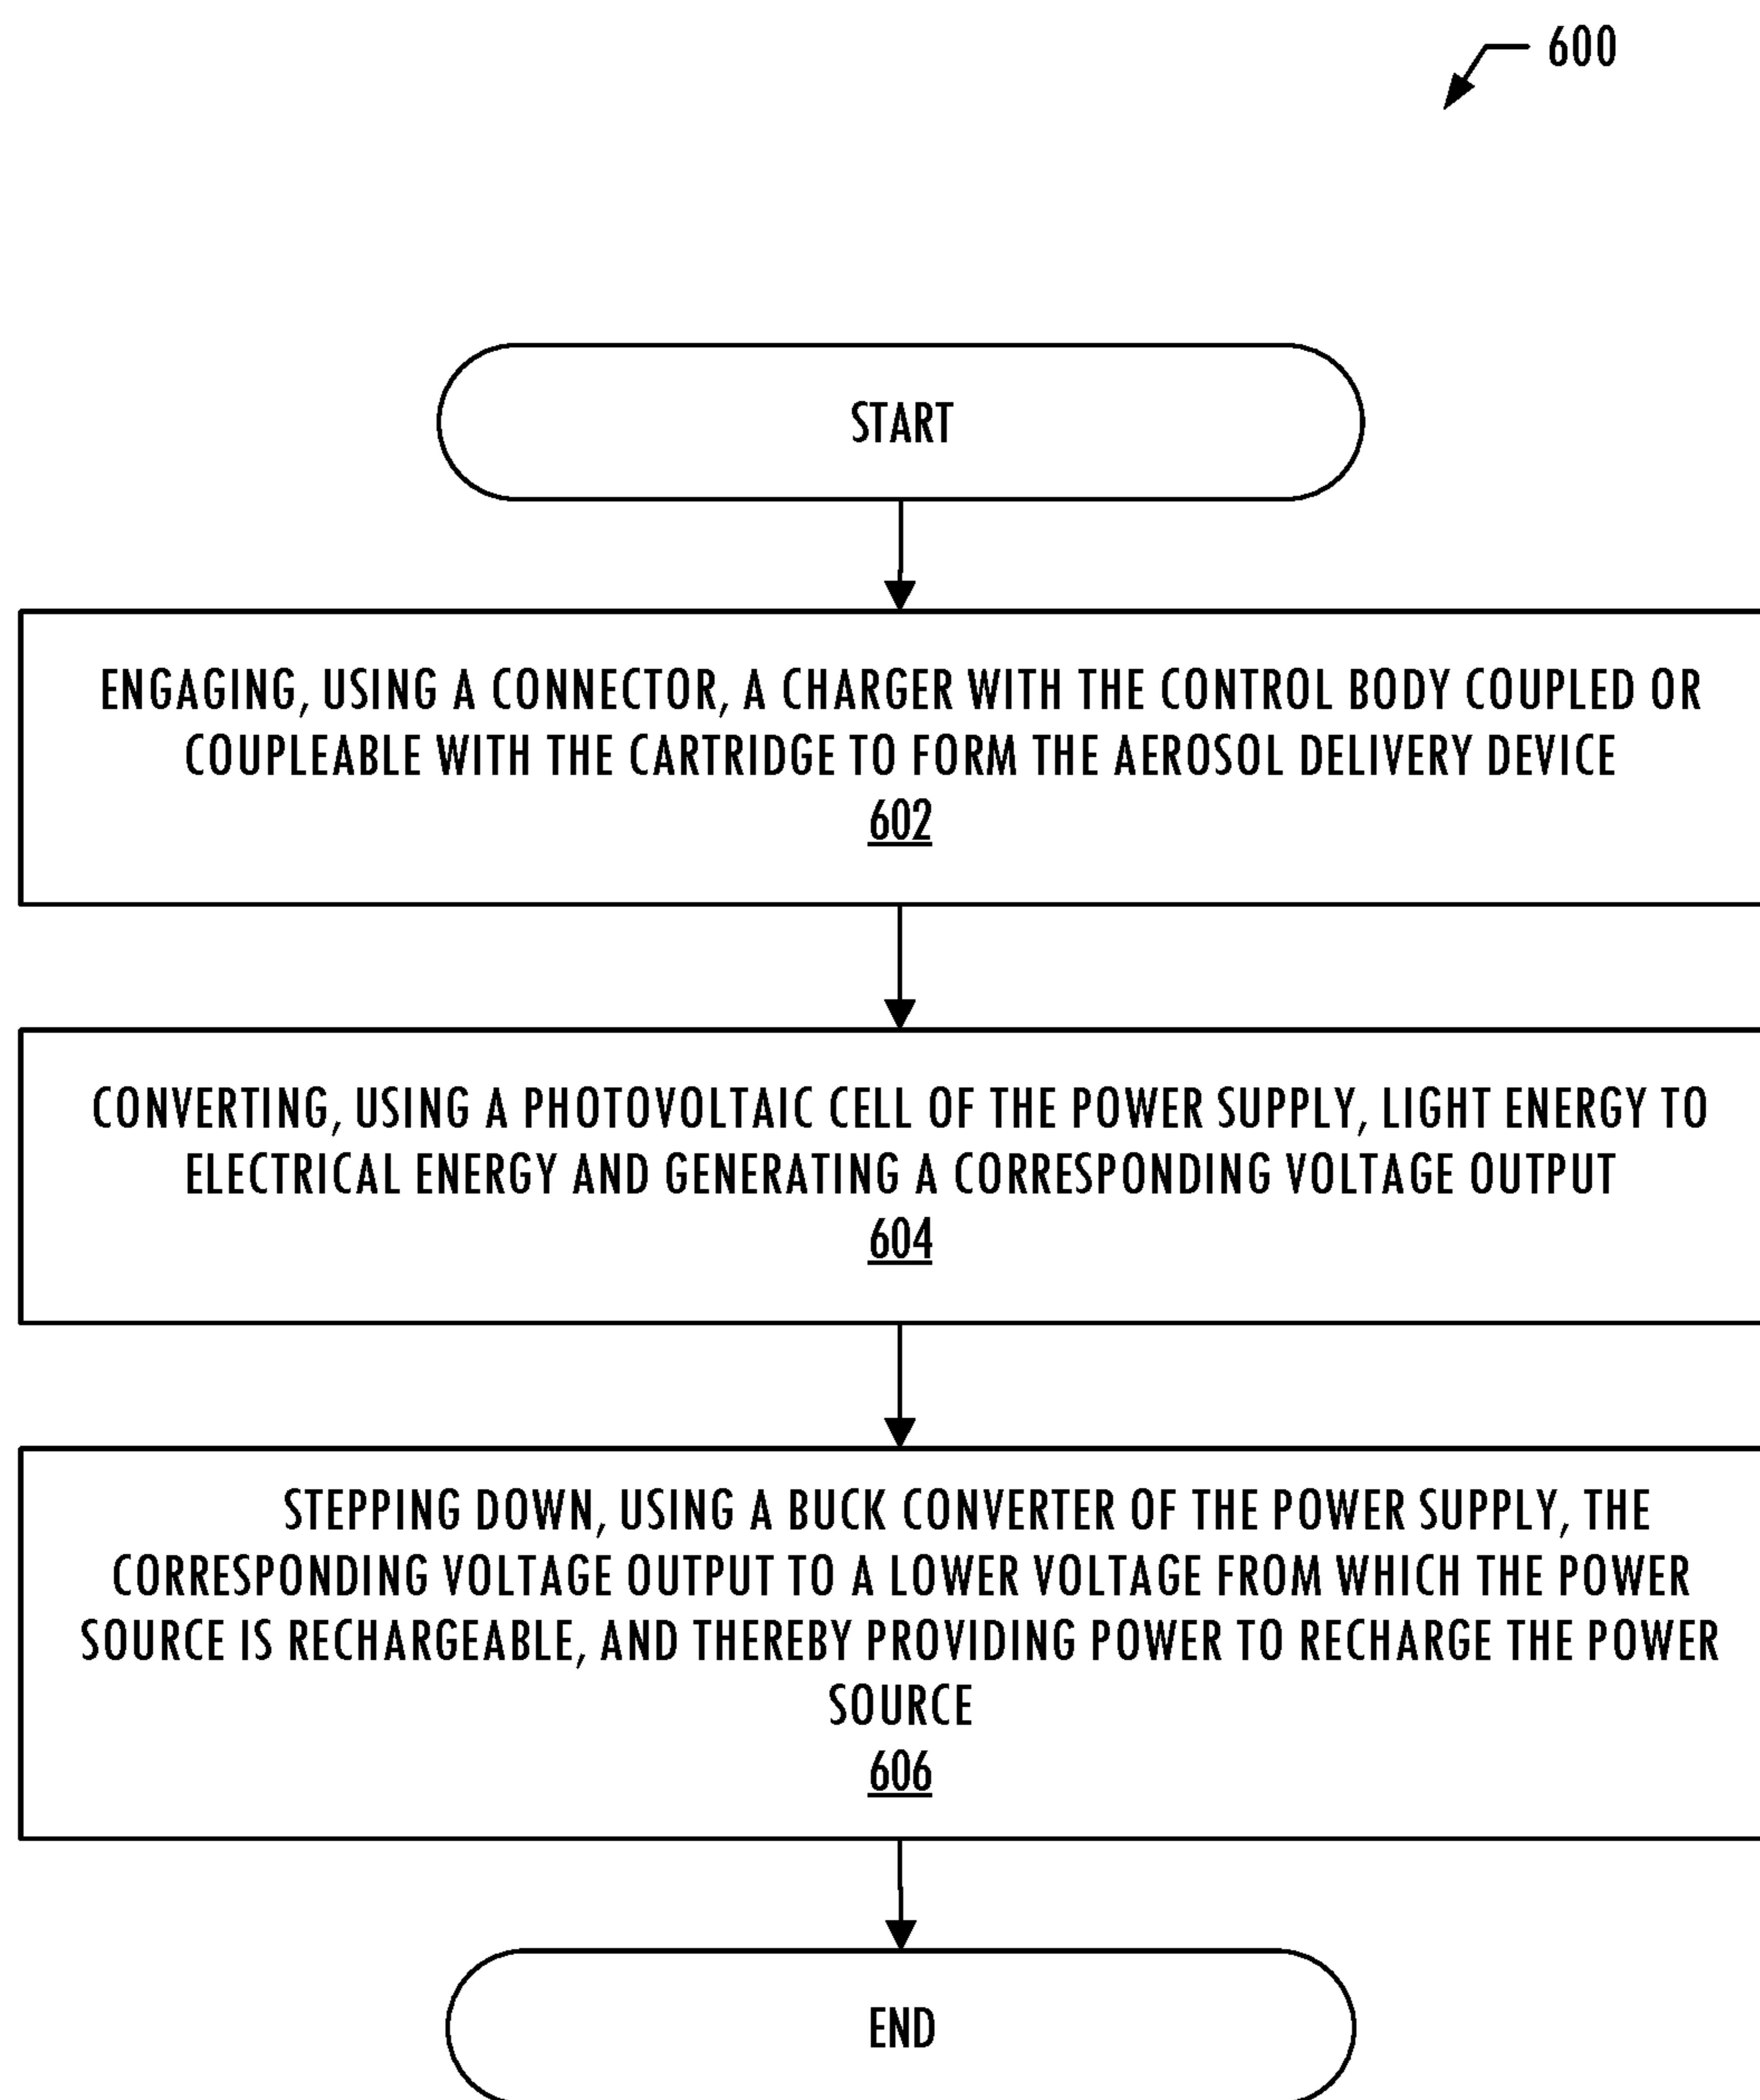 600
START
ENGAGING, USING A CONNECTOR, A CHARGER WITH THE CONTROL BODY COUPLED OR
COUPLEABLE WITH THE CARTRIDGE TO FORM THE AEROSOL DELIVERY DEVICE
602
CONVERTING, USING A PHOTOVOLTAIC CELL OF THE POWER SUPPLY, LIGHT ENERGY TO
ELECTRICAL ENERGY AND GENERATING A CORRESPONDING VOLTAGE OUTPUT
604
STEPPING DOWN, USING A BUCK CONVERTER OF THE POWER SUPPLY, THE
CORRESPONDING VOLTAGE OUTPUT TO A LOWER VOLTAGE FROM WHICH THE POWER
SOURCE IS RECHARGEABLE, AND THEREBY PROVIDING POWER TO RECHARGE THE POWER
SOURCE
606
END